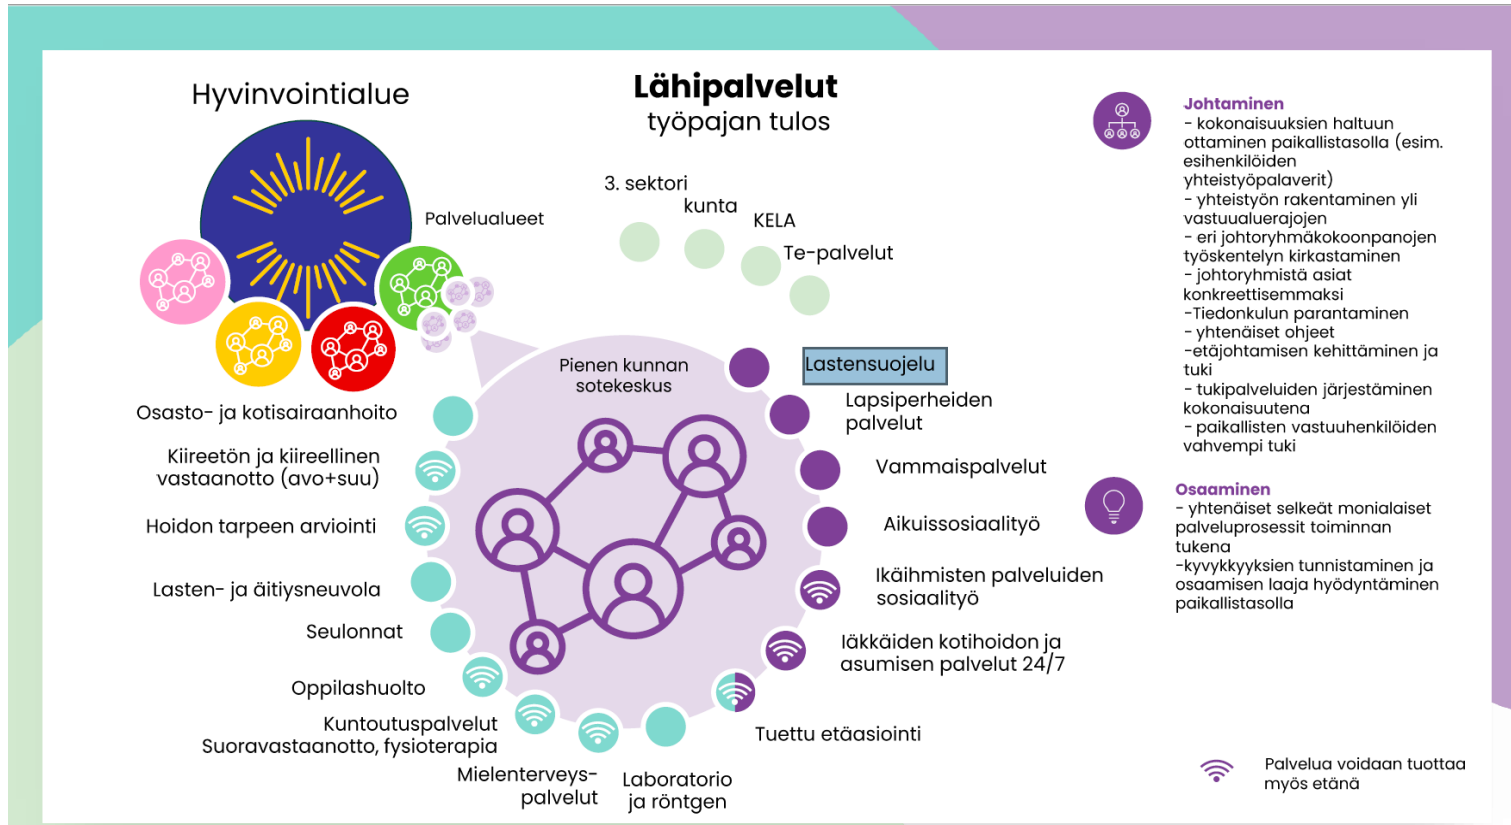 Hyvinvointialue
Palvelualueet
Lähipalvelut
työpajan tulos
3. sektori
kunta
KELA
Te-palvelut
Pienen kunnan
sotekeskus
Osasto- ja kotisairaanhoito
Kiireetön ja kiireellinen
vastaanotto (avo+suu)
Hoidon tarpeen arviointi
Lasten- ja äitiysneuvola
Seulonnat
Oppilashuolto
Kuntoutuspalvelut
Suoravastaanotto, fysioterapia
Mielenterveys-
palvelut
Laboratorio
ja röntgen
Tuettu etäasiointi
Iäkkäiden kotihoidon ja
asumisen palvelut 24/7
Ikäihmisten palveluiden
sosiaalityö
Aikuissosiaalityö
Vammaispalvelut
Lapsiperheiden
palvelut
Lastensuojelu
Johtaminen
- kokonaisuuksien haltuun
ottaminen paikallistasolla (esim.
esihenkilöiden
yhteistyöpalaverit)
- yhteistyön rakentaminen yli
vastuualuerajojen
- eri johtoryhmäkokoonpanojen
työskentelyn kirkastaminen
- johtoryhmistä asiat
konkreettisemmaksi
-Tiedonkulun parantaminen
- yhtenäiset ohjeet
-etäjohtamisen kehittäminen ja
tuki
- tukipalveluiden järjestäminen
kokonaisuutena
- paikallisten vastuuhenkilöiden
vahvempi tuki
Osaaminen
- yhtenäiset selkeät monialaiset
palveluprosessit toiminnan
tukena
-kyvykkyyksien tunnistaminen ja
osaamisen laaja hyödyntäminen
paikallistasolla
Palvelua voidaan tuottaa
myös etänä